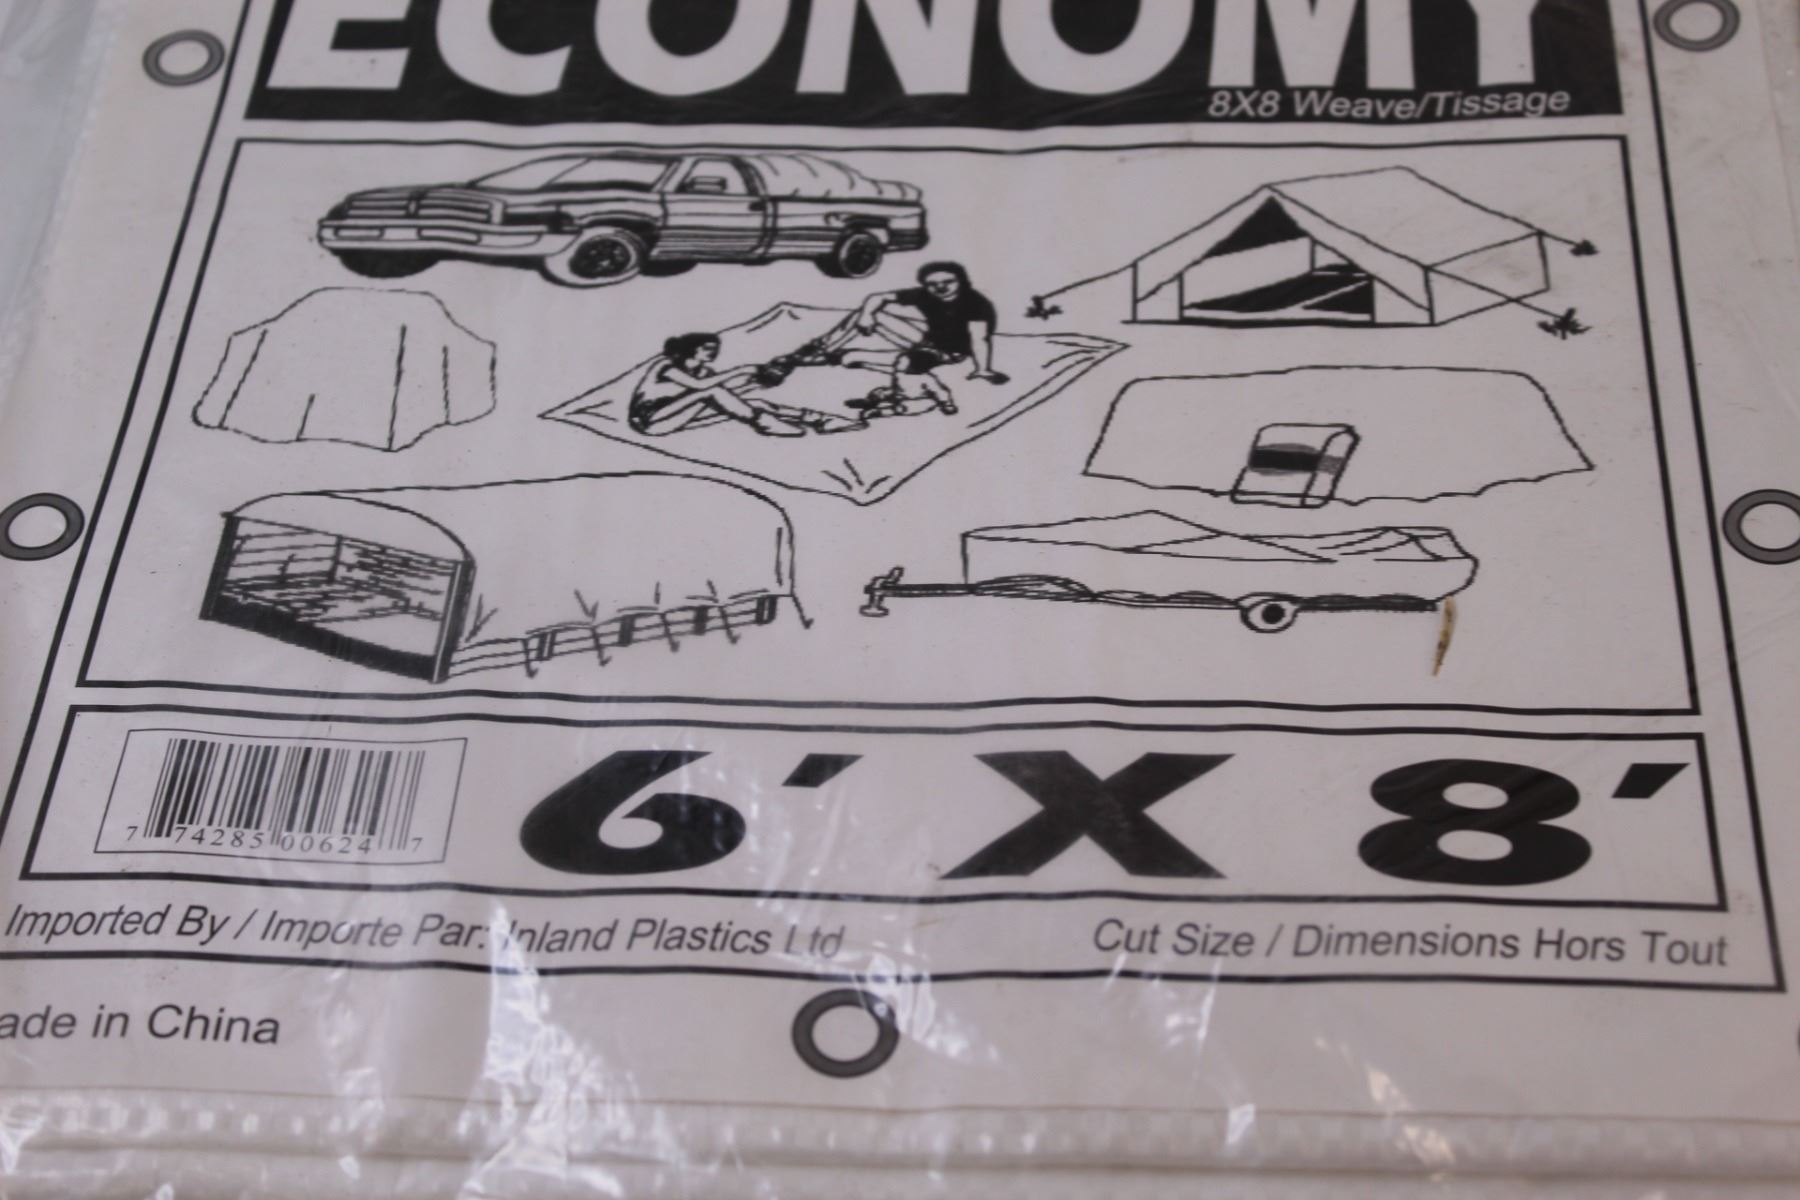 ECONOMY
8X8 Weave/Tissage
6' X 8'
7 74285 00624 7
Imported By / Importe Par: Inland Plastics Ltd
Cut Size / Dimensions Hors Tout
ade in China